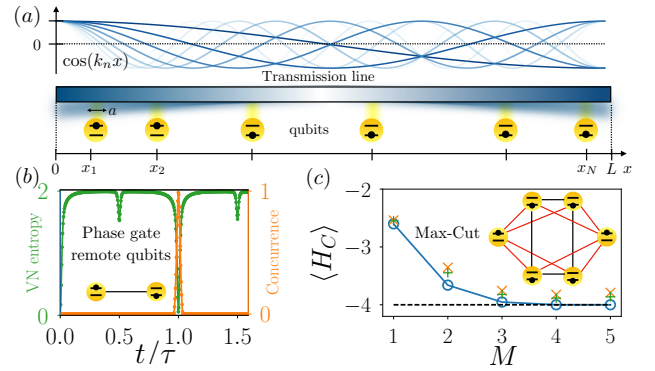 (a)
0
cos(kₙx)
Transmission line
a
qubits
0 x₁ x₂ x_N L x
(b) (c)
2
VN entropy
0
Phase gate
remote qubits
1
Concurrence
0
0.0 0.5 1.0 1.5
t/τ
−2
−3
−4
⟨H_C⟩
Max-Cut
1 2 3 4 5
M